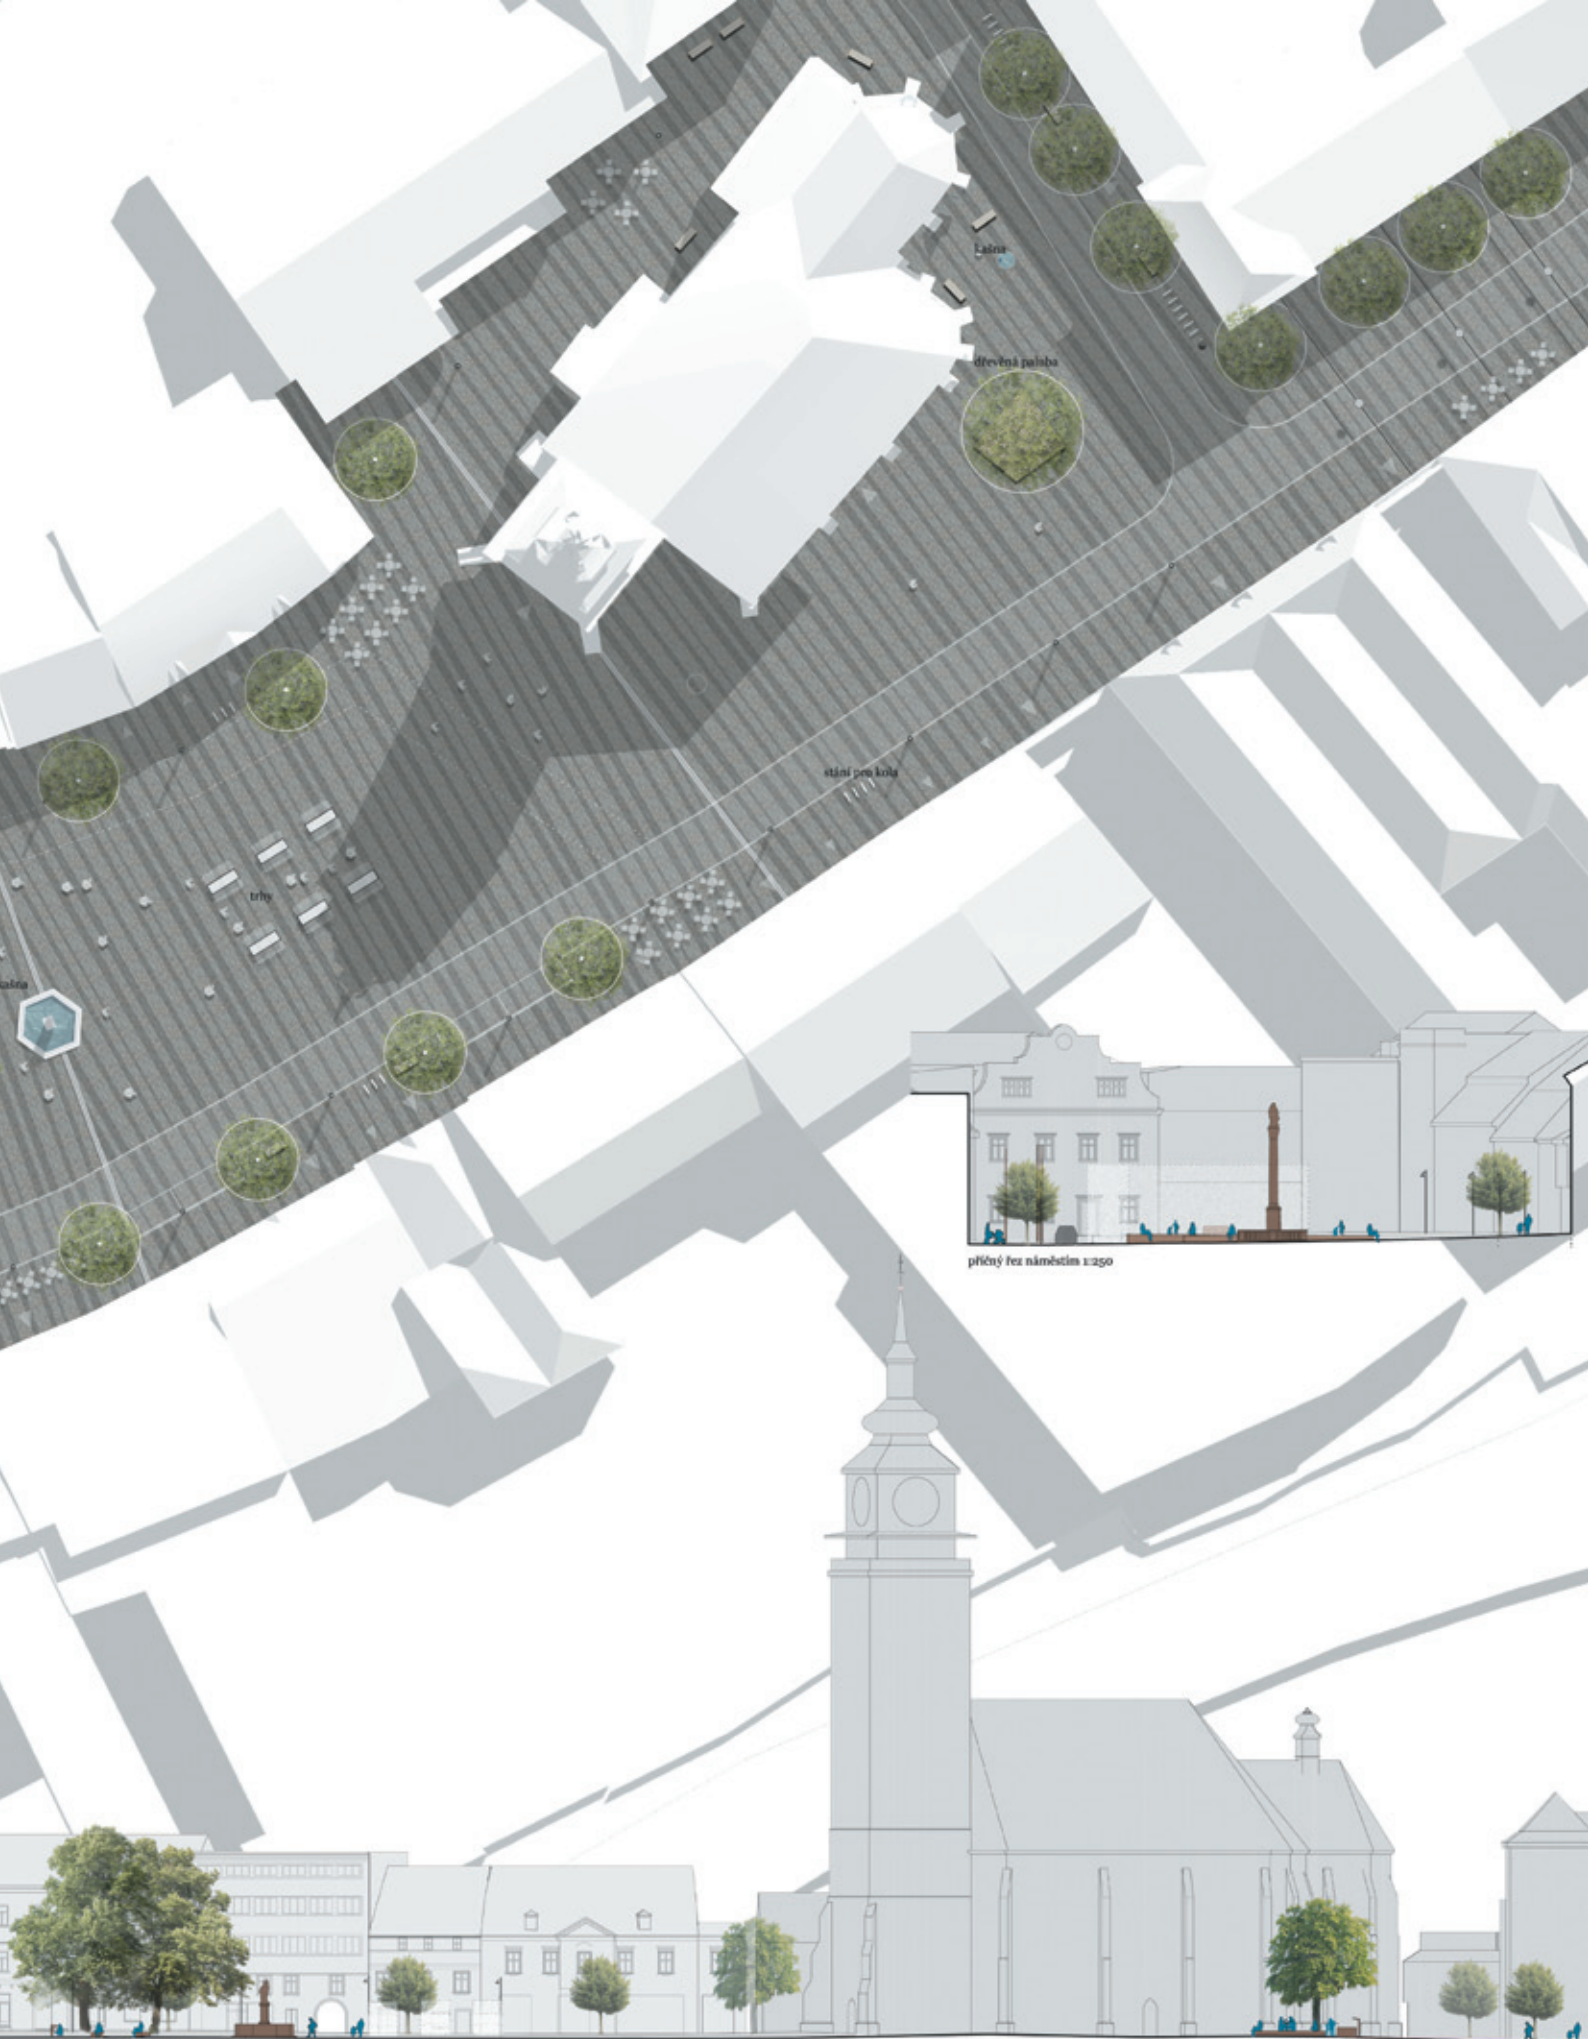 kašna
dřevěná paluba
stání pro kola
trhy
kašna
příčný řez náměstím 1:250